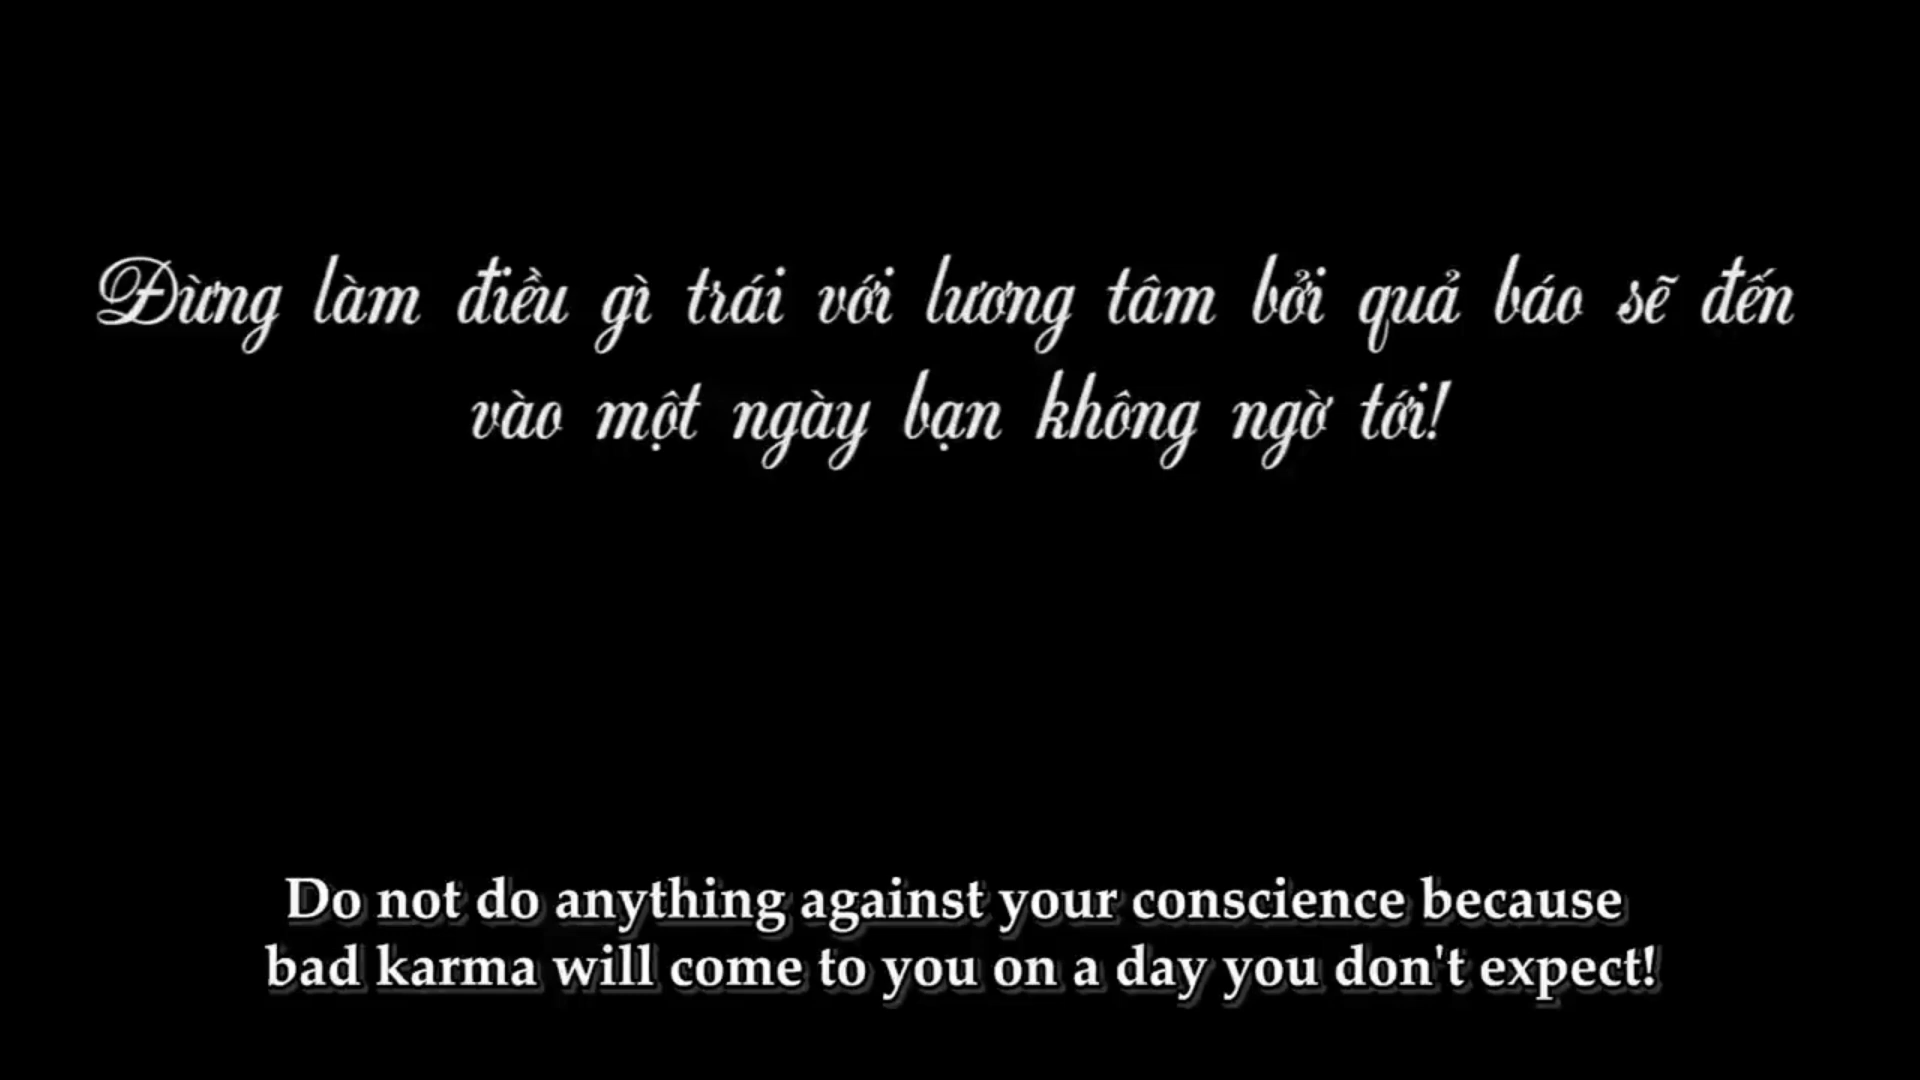 Đừng làm điều gì trái với lương tâm bởi quả báo sẽ đến
vào một ngày bạn không ngờ tới!
Do not do anything against your conscience because
bad karma will come to you on a day you don't expect!